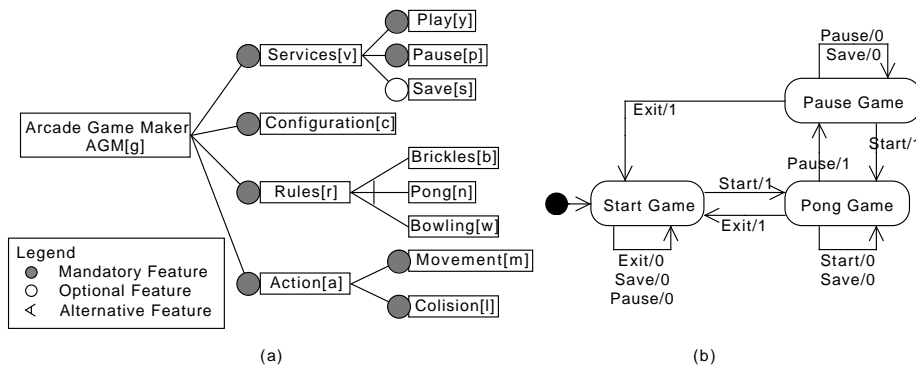 Play[y]
Services[v]
Pause[p]
Save[s]
Arcade Game Maker
AGM[g]
Configuration[c]
Brickles[b]
Rules[r]
Pong[n]
Bowling[w]
Legend
Mandatory Feature
Optional Feature
Alternative Feature
Movement[m]
Action[a]
Colision[l]
(a)
Pause/0
Save/0
Pause Game
Exit/1
Start/1
Pause/1
Start/1
Start Game
Pong Game
Exit/1
Exit/0
Save/0
Pause/0
Start/0
Save/0
(b)